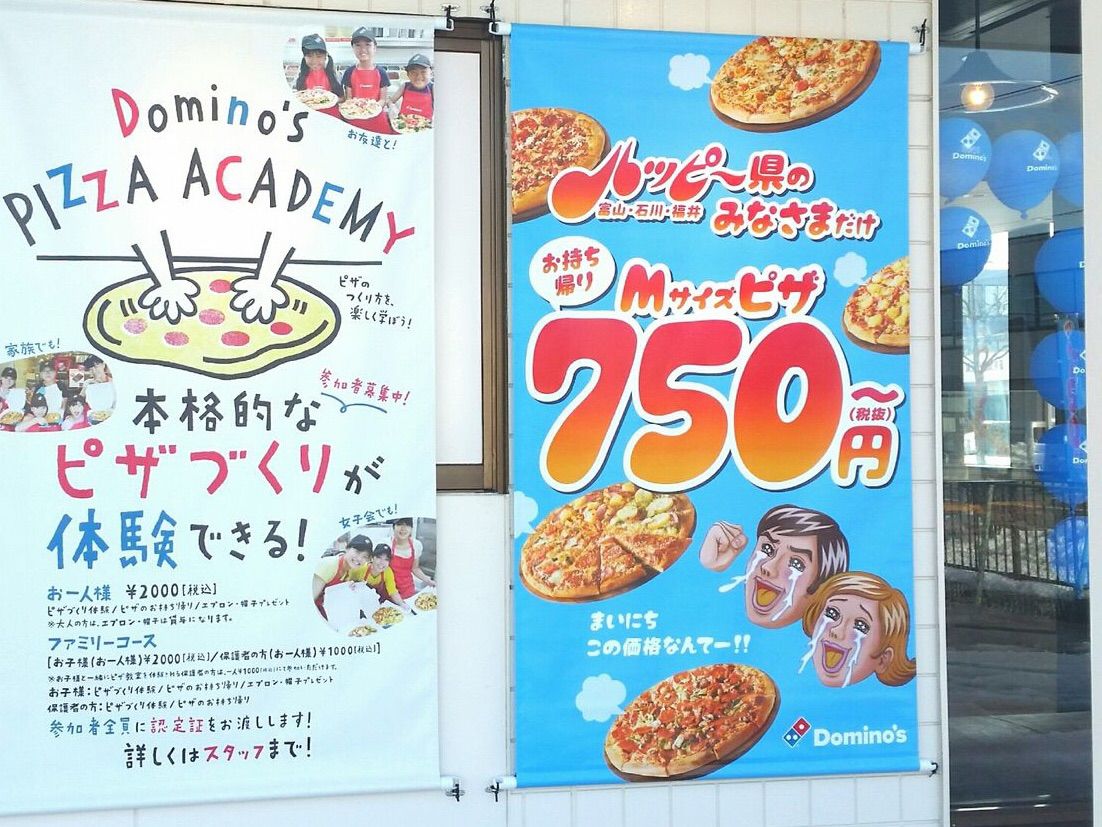 Domino's
PIZZA ACADEMY
お友達と!
ピザの
つくり方を、
楽しく学ぼう!
家族でも!
参加者募集中!
本格的な
ピザづくりが
体験できる!
女子会でも!
お一人様 ¥2000[税込]
ピザづくり体験/ピザのお持ち帰り/エプロン・帽子プレゼント
※大人の方は、エプロン・帽子は貸与になります。
ファミリーコース
[お子様(お一人様)¥2000[税込]/保護者の方(お一人様)¥1000[税込]
お子様:ピザづくり体験/ピザのお持ち帰り/エプロン・帽子プレゼント
保護者の方:ピザづくり体験/ピザのお持ち帰り
参加者全員に認定証をお渡しします!
詳しくはスタッフまで!
ハッピ〜県の
富山・石川・福井
みなさまだけ
お持ち
帰り
Mサイズピザ
750円〜
(税抜)
まいにち
この価格なんてー!!
Domino's
Domino's
Domino's
Domino's